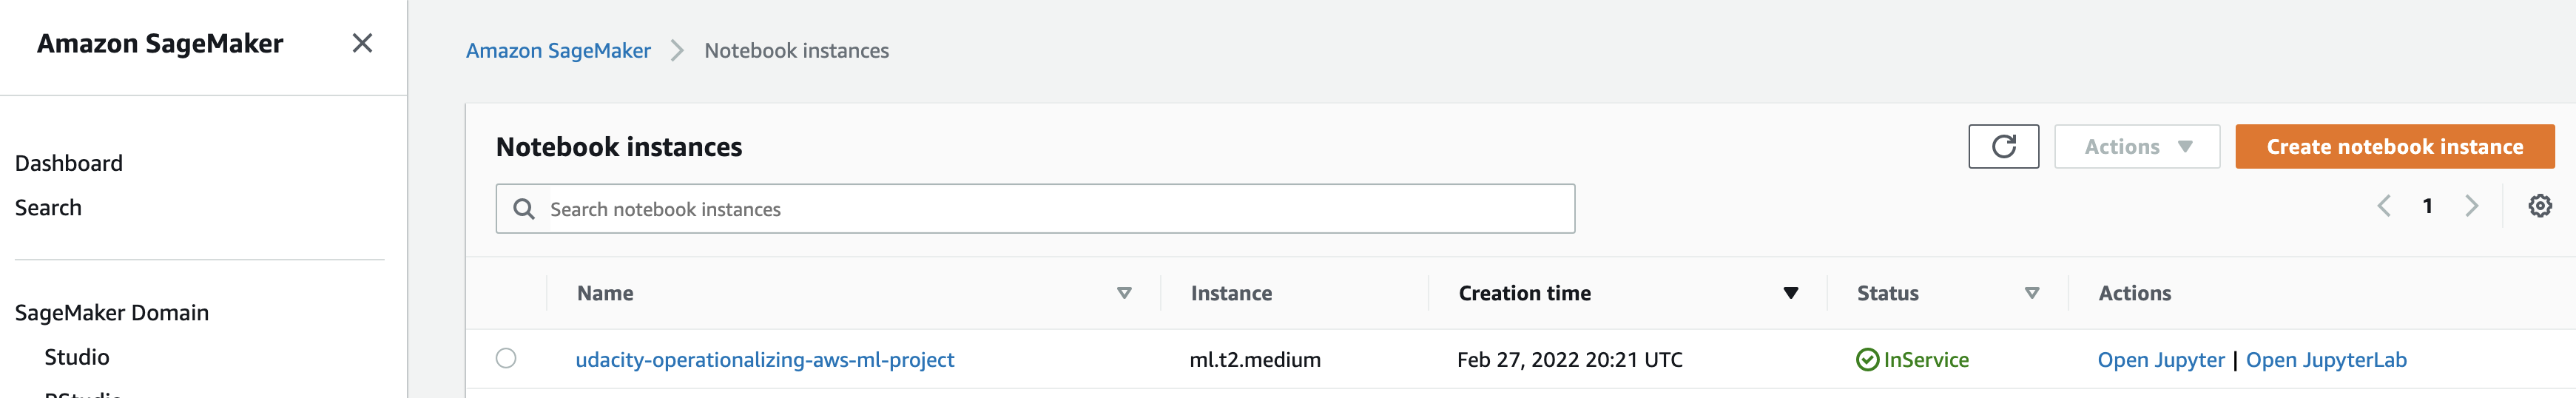 Amazon SageMaker
Dashboard
Search
SageMaker Domain
Studio
Amazon SageMaker > Notebook instances
Notebook instances
Actions
Create notebook instance
Search notebook instances
1
Name Instance Creation time Status Actions
udacity-operationalizing-aws-ml-project ml.t2.medium Feb 27, 2022 20:21 UTC InService Open Jupyter | Open JupyterLab